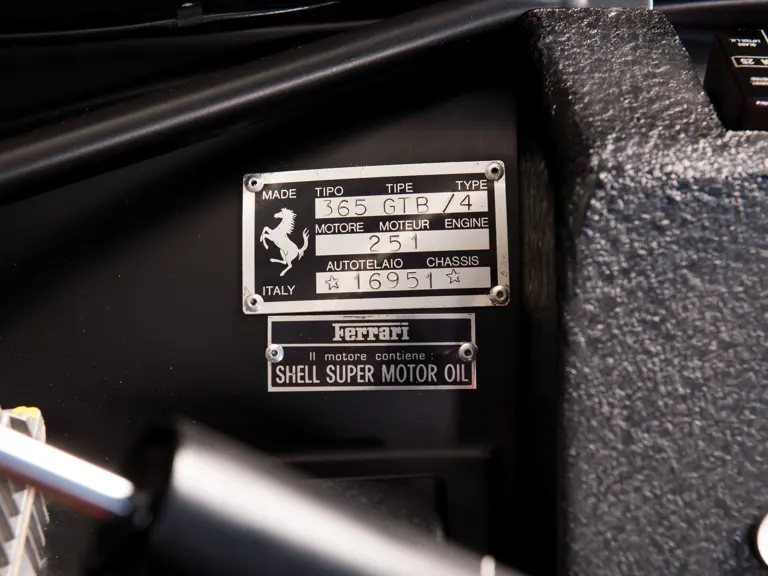 MADE TIPO TIPE TYPE
365 GTB /4
MOTORE MOTEUR ENGINE
251
AUTOTELAIO CHASSIS
ITALY ☆ 16951 ☆
Ferrari
Il motore contiene :
SHELL SUPER MOTOR OIL